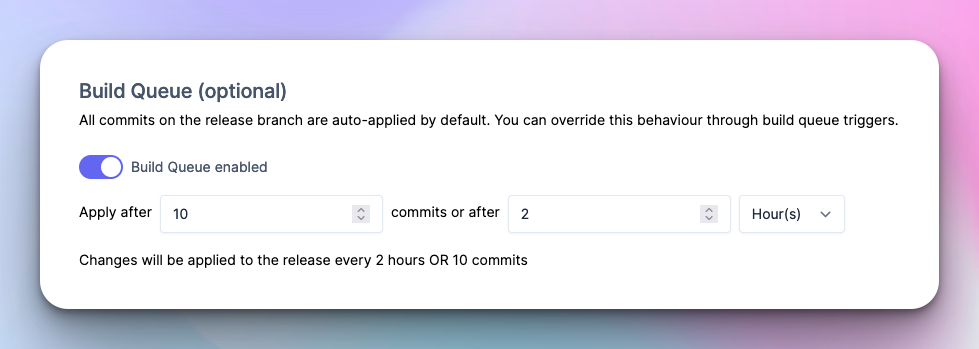 Build Queue (optional)
All commits on the release branch are auto-applied by default. You can override this behaviour through build queue triggers.
Build Queue enabled
Apply after 10 commits or after 2 Hour(s)
Changes will be applied to the release every 2 hours OR 10 commits